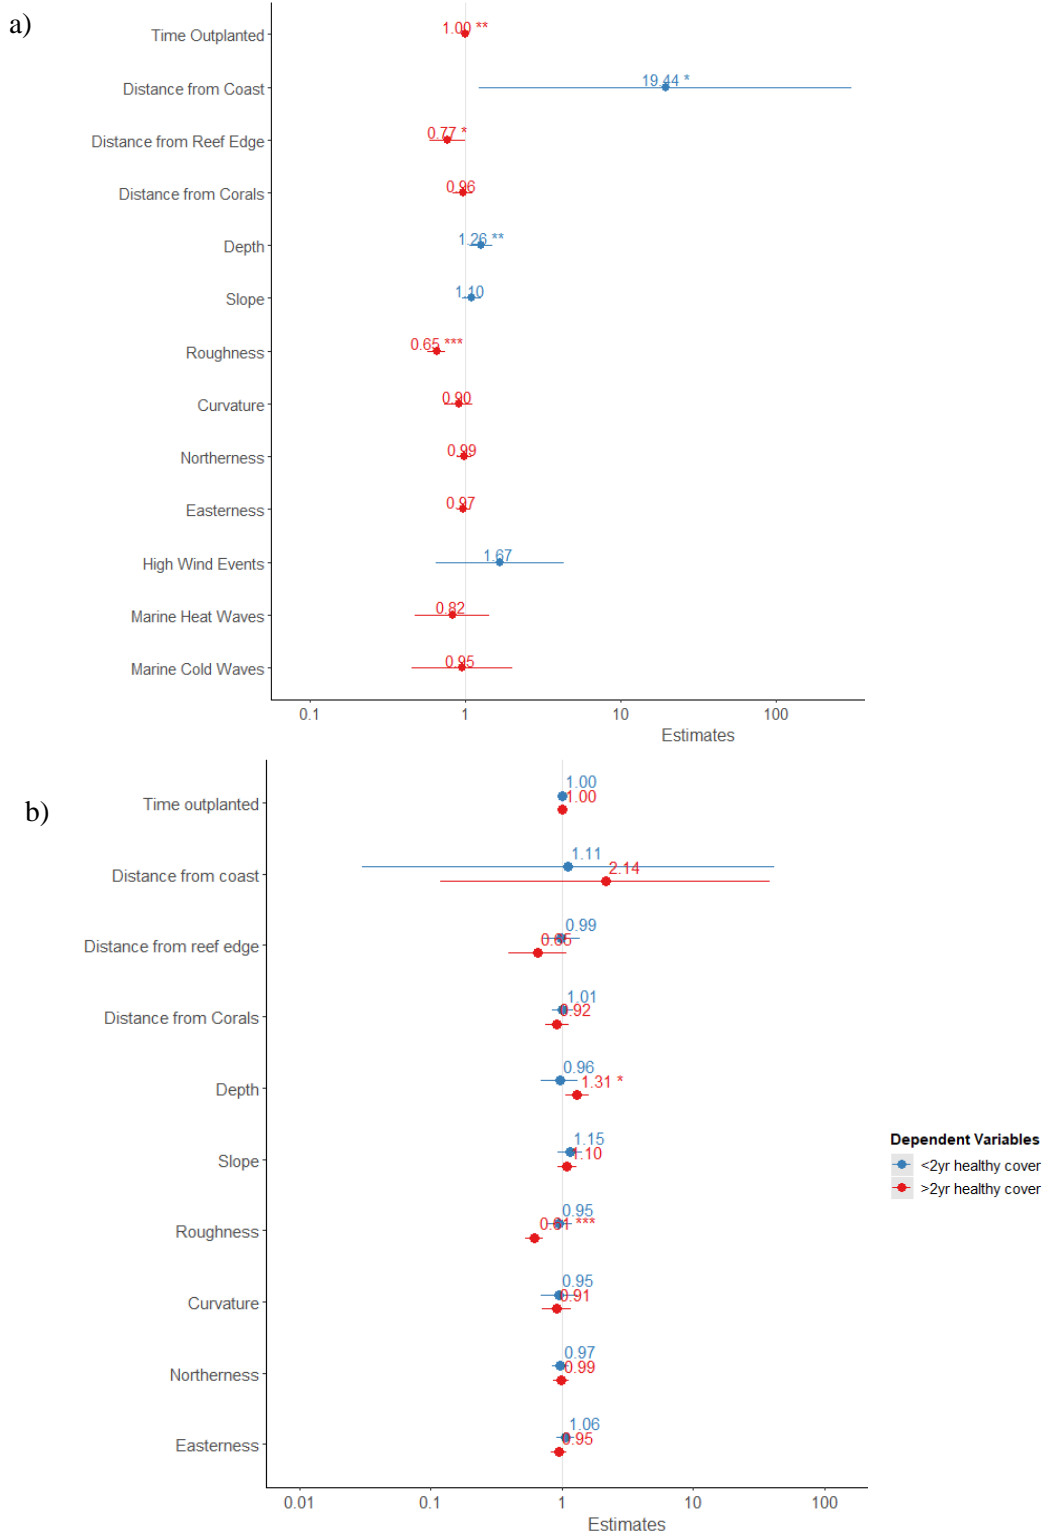 a)
Time Outplanted
1.00 **
Distance from Coast
19.44 *
Distance from Reef Edge
0.77 *
Distance from Corals
0.96
Depth
1.26 **
Slope
1.10
Roughness
0.65 ***
Curvature
0.90
Northerness
0.99
Easterness
0.97
High Wind Events
1.67
Marine Heat Waves
0.82
Marine Cold Waves
0.95
0.1 1 10 100
Estimates
b)
Time outplanted
1.00
1.00
Distance from coast
1.11
2.14
Distance from reef edge
0.99
0.65
Distance from Corals
1.01
0.92
Depth
0.96
1.31 *
Slope
1.15
1.10
Roughness
0.95
0.61 ***
Curvature
0.95
0.91
Northerness
0.97
0.99
Easterness
1.06
0.95
0.01 0.1 1 10 100
Estimates
Dependent Variables
<2yr healthy cover
>2yr healthy cover